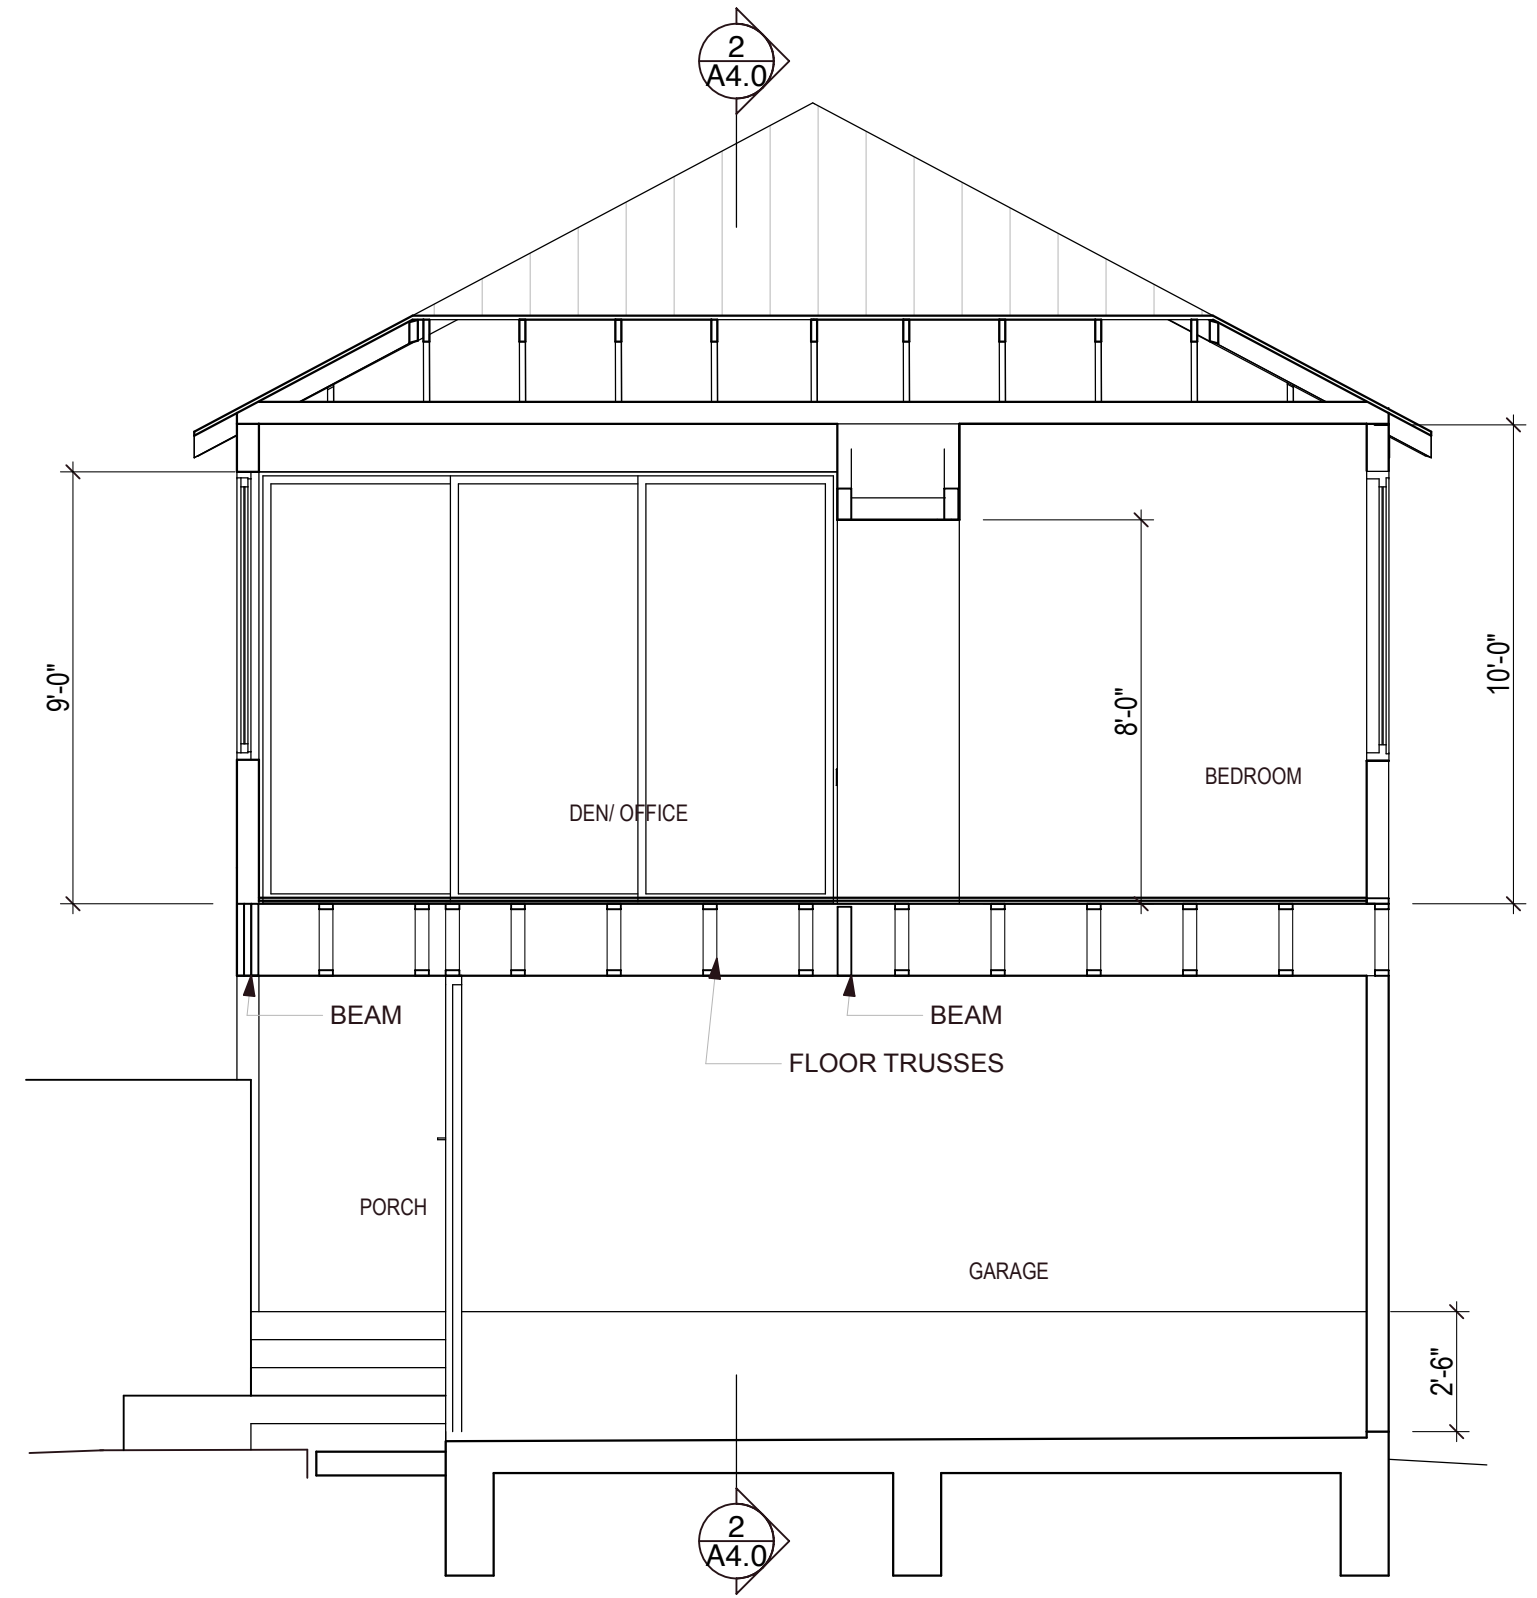 2
A4.0
9'-0"
10'-0"
8'-0"
BEDROOM
DEN/ OFFICE
BEAM
BEAM
FLOOR TRUSSES
PORCH
GARAGE
2'-6"
2
A4.0